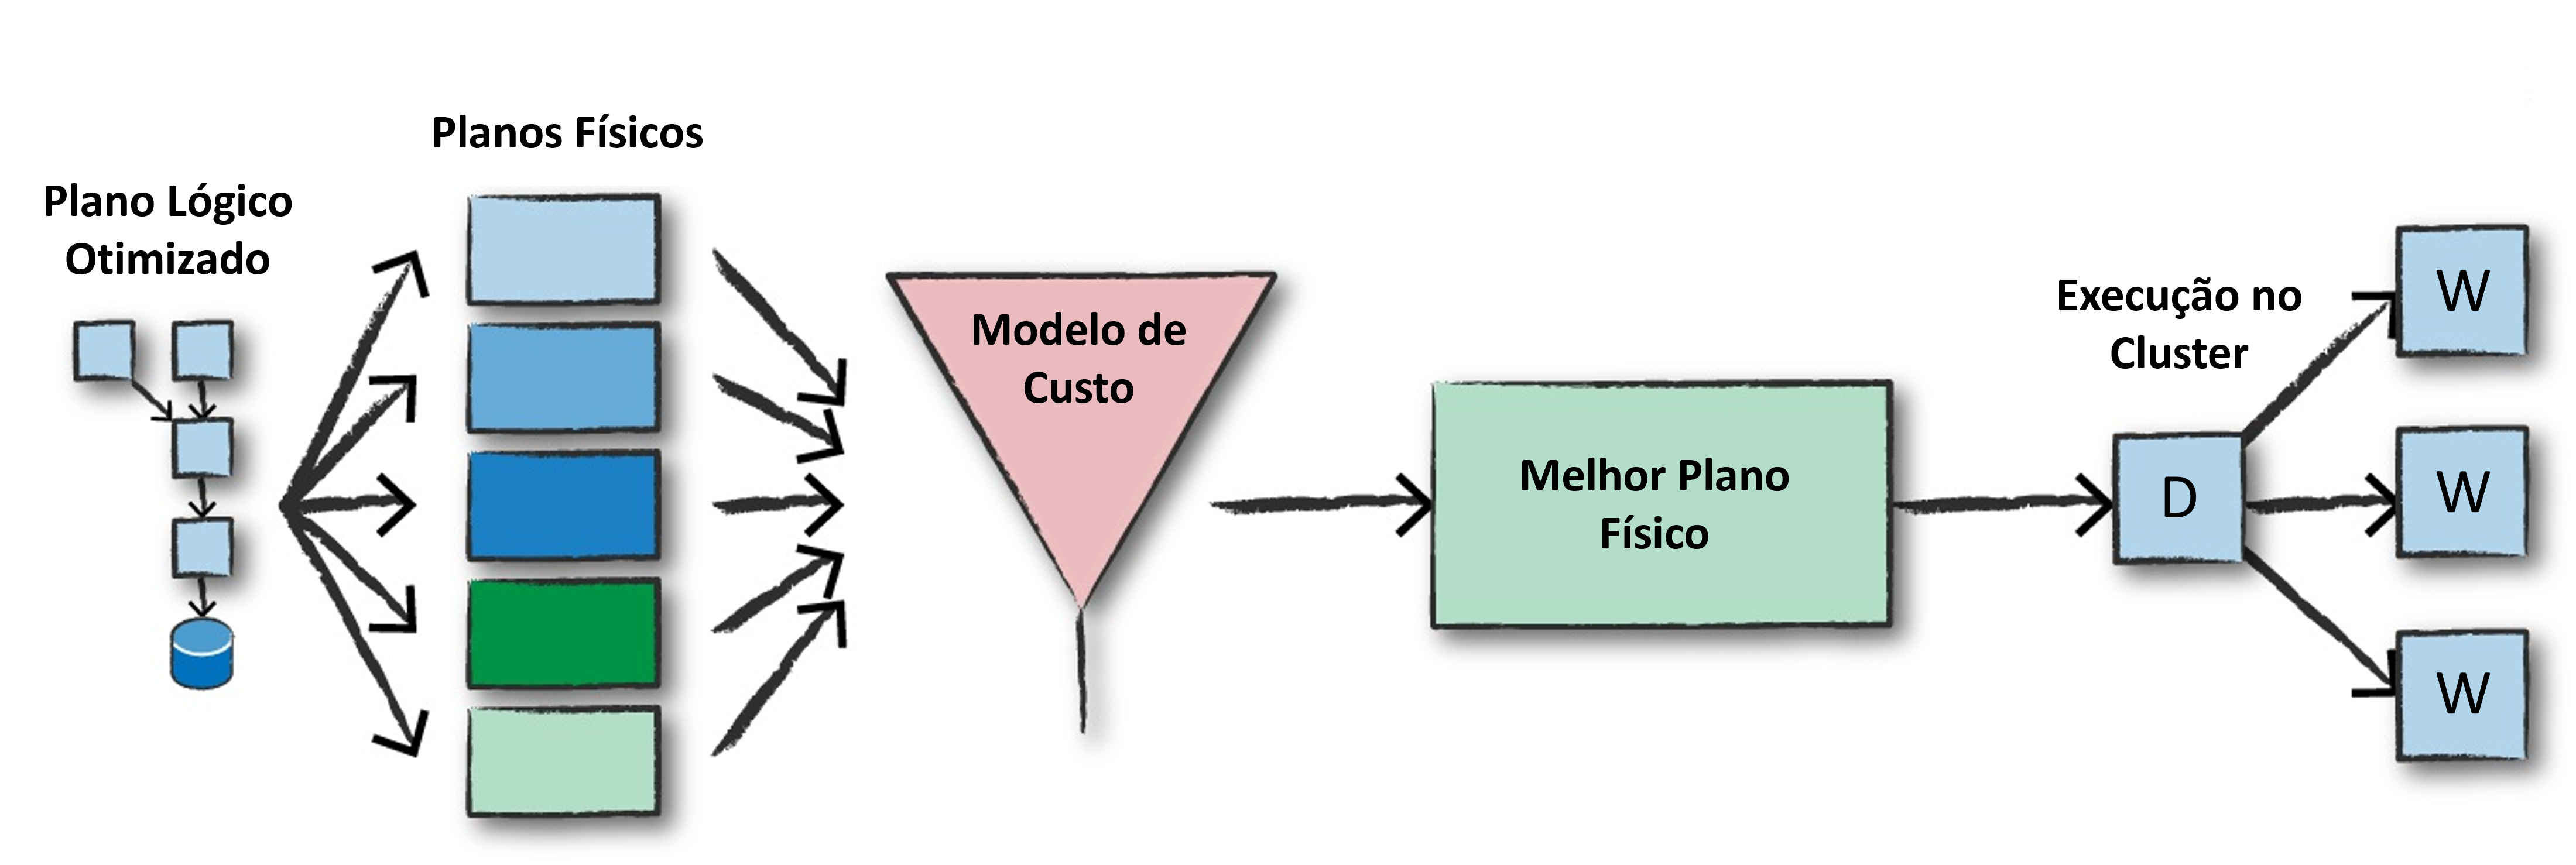 Plano Lógico
Otimizado
Planos Físicos
Modelo de
Custo
Melhor Plano
Físico
Execução no
Cluster
D
W
W
W